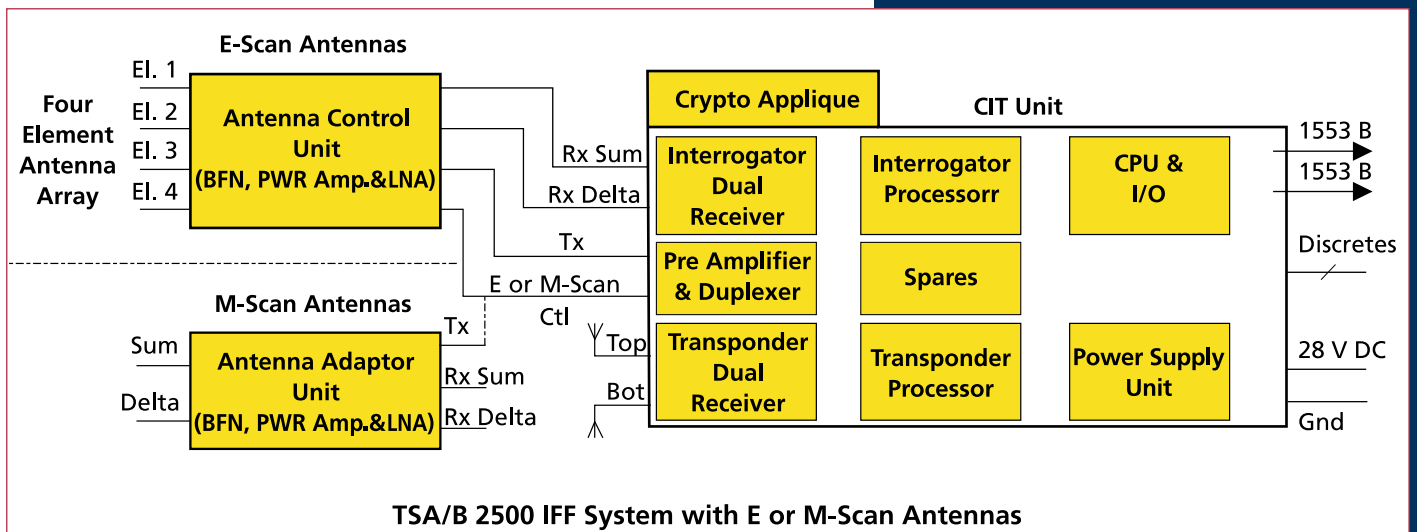 E-Scan Antennas
Four
Element
Antenna
Array
El. 1
El. 2
El. 3
El. 4
Antenna Control
Unit
(BFN, PWR Amp.&LNA)
Rx Sum
Rx Delta
Tx
E or M-Scan
Ctl
M-Scan Antennas
Sum
Delta
Antenna Adaptor
Unit
(BFN, PWR Amp.&LNA)
Tx
Rx Sum
Rx Delta
Top
Bot
Crypto Applique
CIT Unit
Interrogator
Dual
Receiver
Interrogator
Processorr
CPU &
I/O
Pre Amplifier
& Duplexer
Spares
Transponder
Dual
Receiver
Transponder
Processor
Power Supply
Unit
1553 B
1553 B
Discretes
28 V DC
Gnd
TSA/B 2500 IFF System with E or M-Scan Antennas